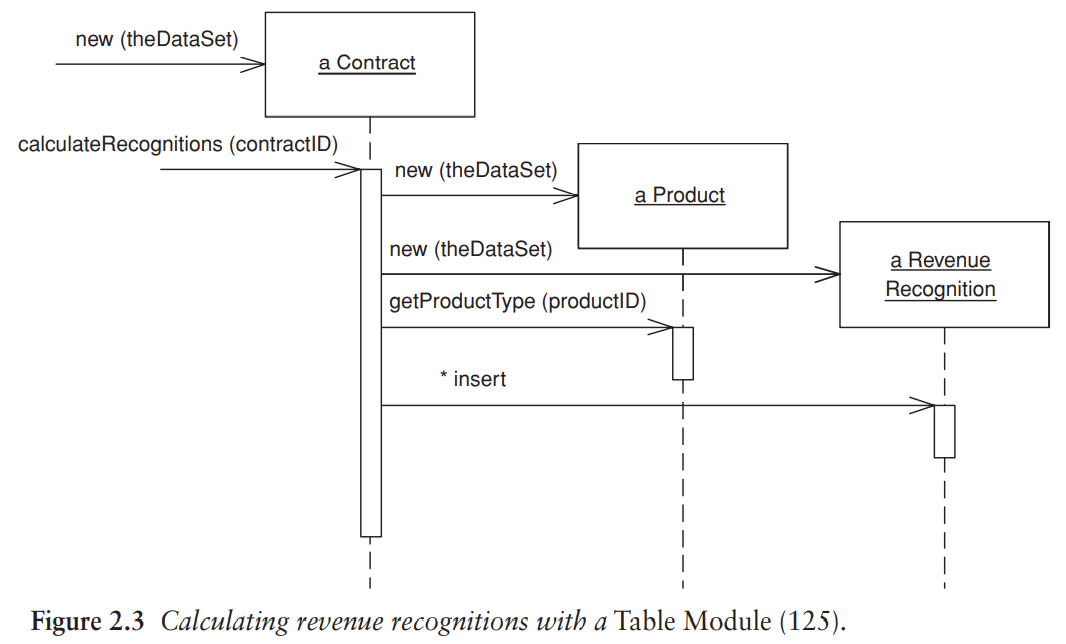 new (theDataSet)
a Contract
calculateRecognitions (contractID)
new (theDataSet)
a Product
new (theDataSet)
a Revenue
Recognition
getProductType (productID)
* insert
Figure 2.3 Calculating revenue recognitions with a Table Module (125).